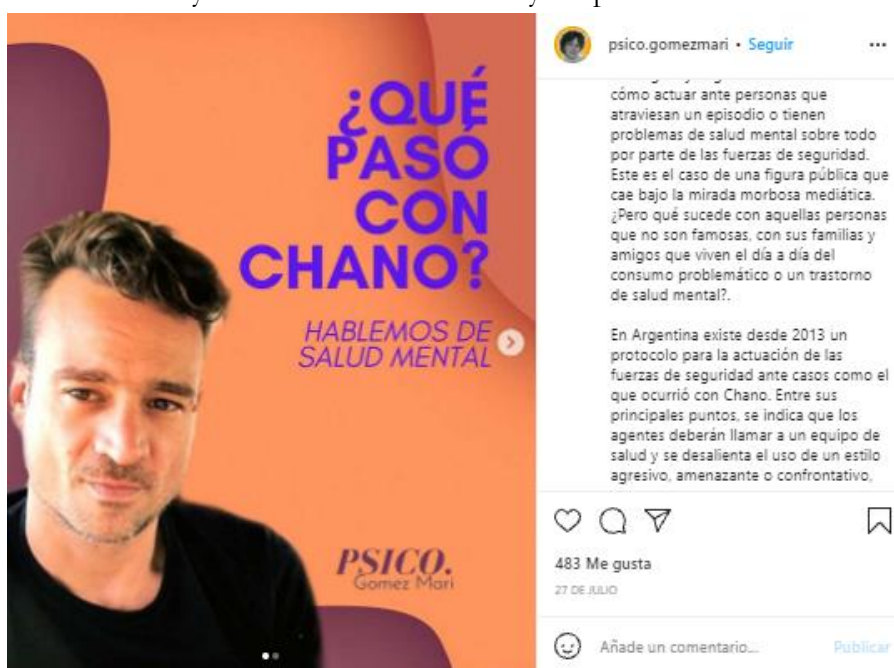 ¿QUÉ
PASÓ
CON
CHANO?
HABLEMOS DE
SALUD MENTAL
PSICO.
Gomez Mari
psico.gomezmari • Seguir
cómo actuar ante personas que
atraviesan un episodio o tienen
problemas de salud mental sobre todo
por parte de las fuerzas de seguridad.
Este es el caso de una figura pública que
cae bajo la mirada morbosa mediática.
¿Pero qué sucede con aquellas personas
que no son famosas, con sus familias y
amigos que viven el día a día del
consumo problemático o un trastorno
de salud mental?.
En Argentina existe desde 2013 un
protocolo para la actuación de las
fuerzas de seguridad ante casos como el
que ocurrió con Chano. Entre sus
principales puntos, se indica que los
agentes deberán llamar a un equipo de
salud y se desalienta el uso de un estilo
agresivo, amenazante o confrontativo,
483 Me gusta
27 DE JULIO
Añade un comentario...
Publicar